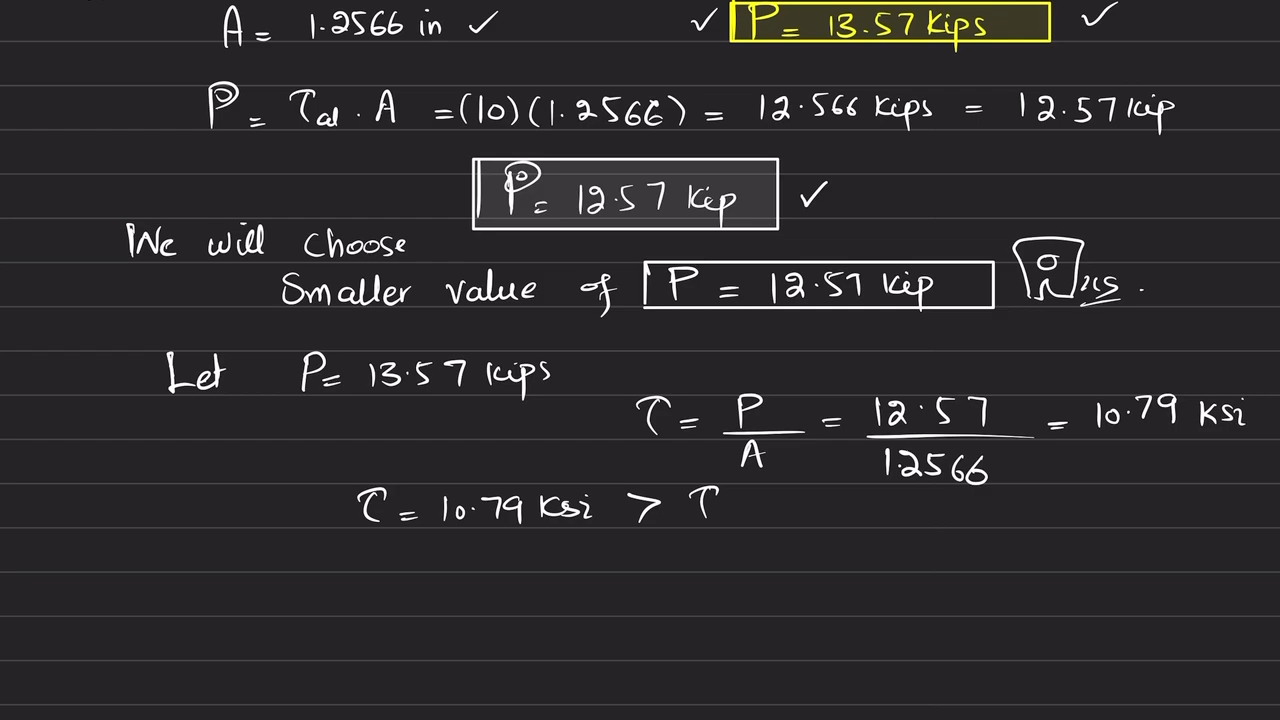 A = 1.2566 in ✓ ✓ P = 13.57 Kips ✓
P = τal . A = (10)(1.2566) = 12.566 Kips = 12.57 kip
P = 12.57 Kip ✓
We will choose
Smaller value of P = 12.57 kip
Let P = 13.57 kips
τ = P/A = 12.57/1.2566 = 10.79 Ksi
τ = 10.79 Ksi > τ